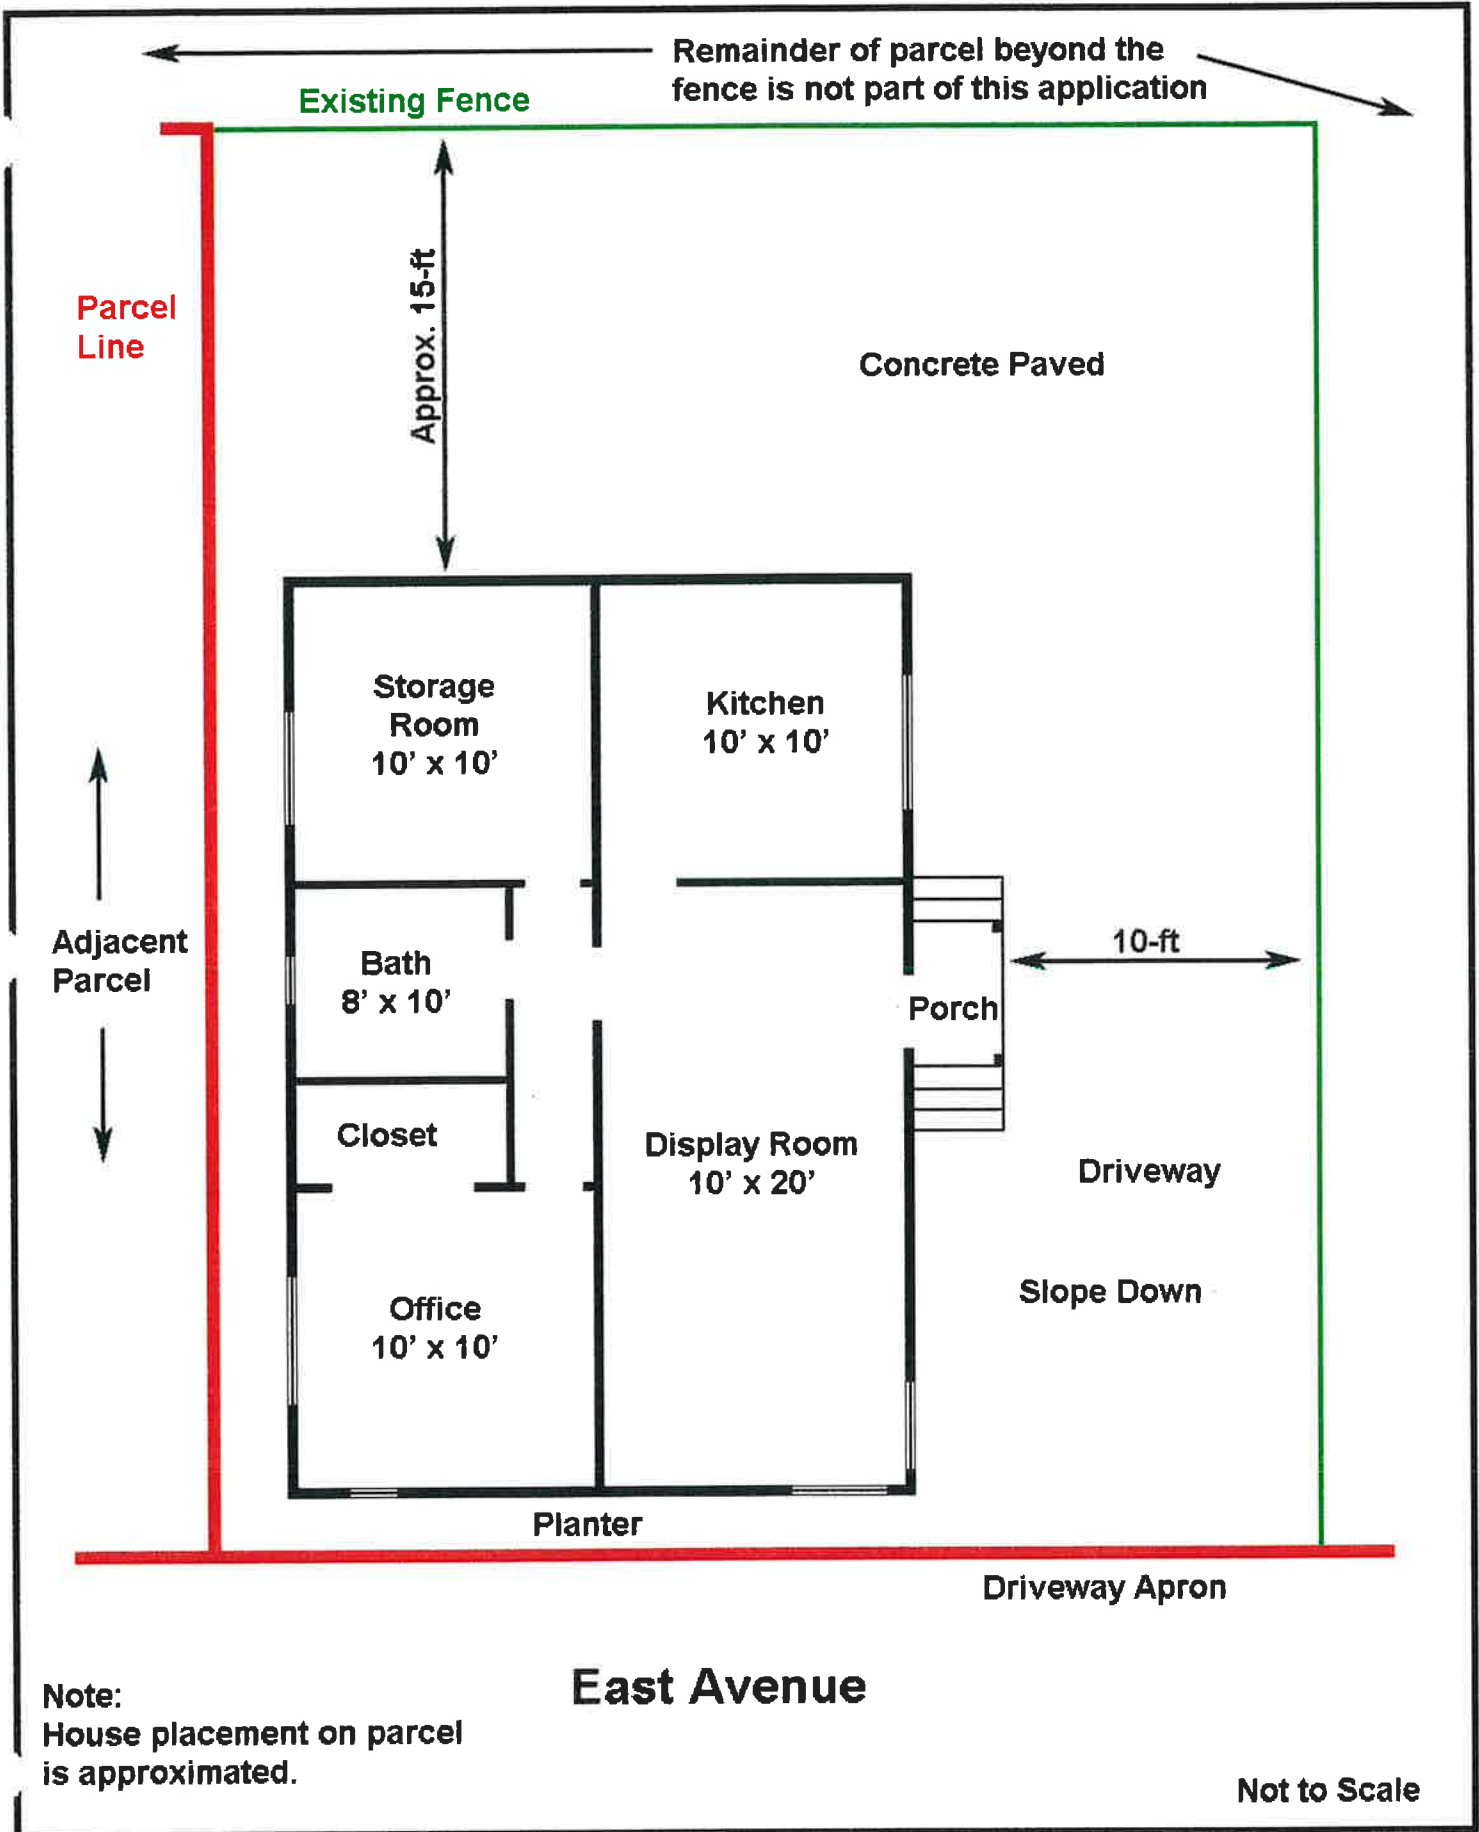 Remainder of parcel beyond the
fence is not part of this application
Existing Fence
Parcel
Line
Approx. 15-ft
Concrete Paved
Storage
Room
10’ x 10’
Kitchen
10’ x 10’
Adjacent
Parcel
Bath
8’ x 10’
10-ft
Porch
Closet
Display Room
10’ x 20’
Driveway
Slope Down
Office
10’ x 10’
Planter
Driveway Apron
East Avenue
Note:
House placement on parcel
is approximated.
Not to Scale